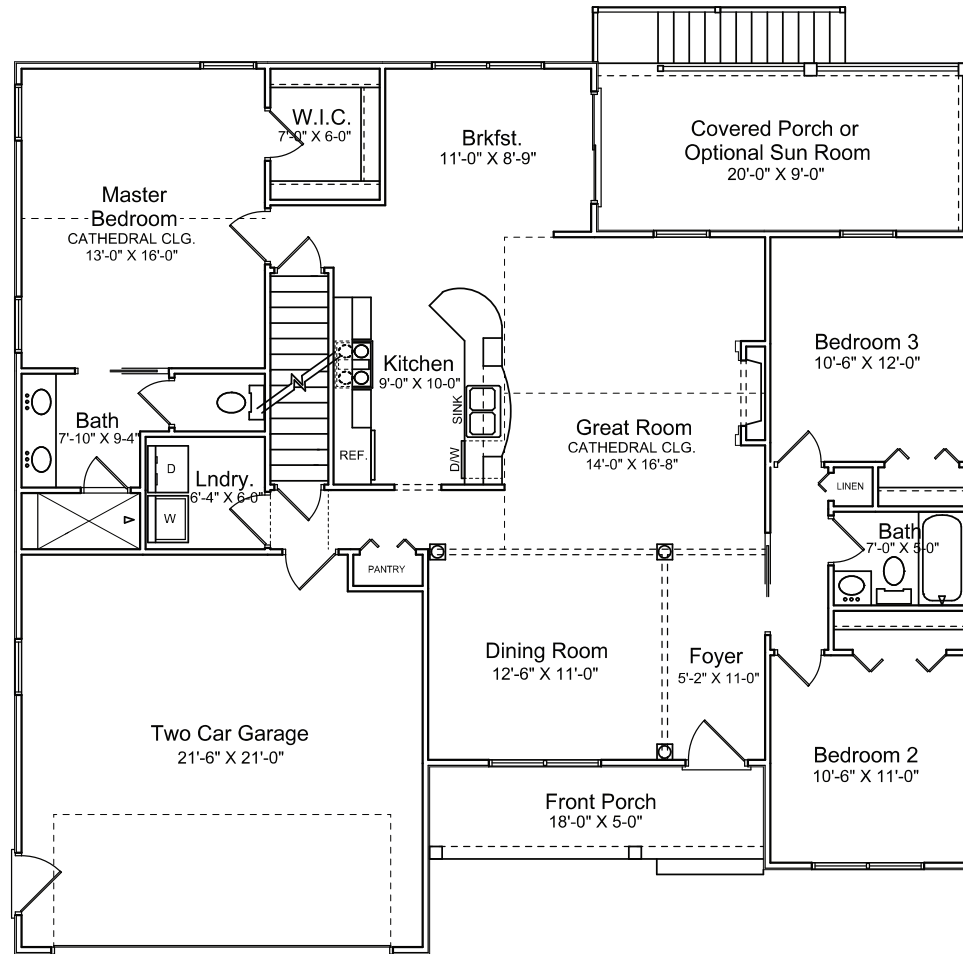 W.I.C.
7'-0" X 6-0"
Brkfst.
11'-0" X 8'-9"
Covered Porch or
Optional Sun Room
20'-0" X 9'-0"
Master
Bedroom
CATHEDRAL CLG.
13'-0" X 16'-0"
Kitchen
9'-0" X 10-0"
SINK
D/W
REF.
Great Room
CATHEDRAL CLG.
14'-0" X 16'-8"
Bedroom 3
10'-6" X 12'-0"
LINEN
Bath
7'-10" X 9-4"
D
W
Lndry.
6'-4" X 6-0"
PANTRY
Bath
7'-0" X 5-0"
Dining Room
12'-6" X 11'-0"
Foyer
5'-2" X 11-0"
Two Car Garage
21'-6" X 21'-0"
Front Porch
18'-0" X 5-0"
Bedroom 2
10'-6" X 11'-0"